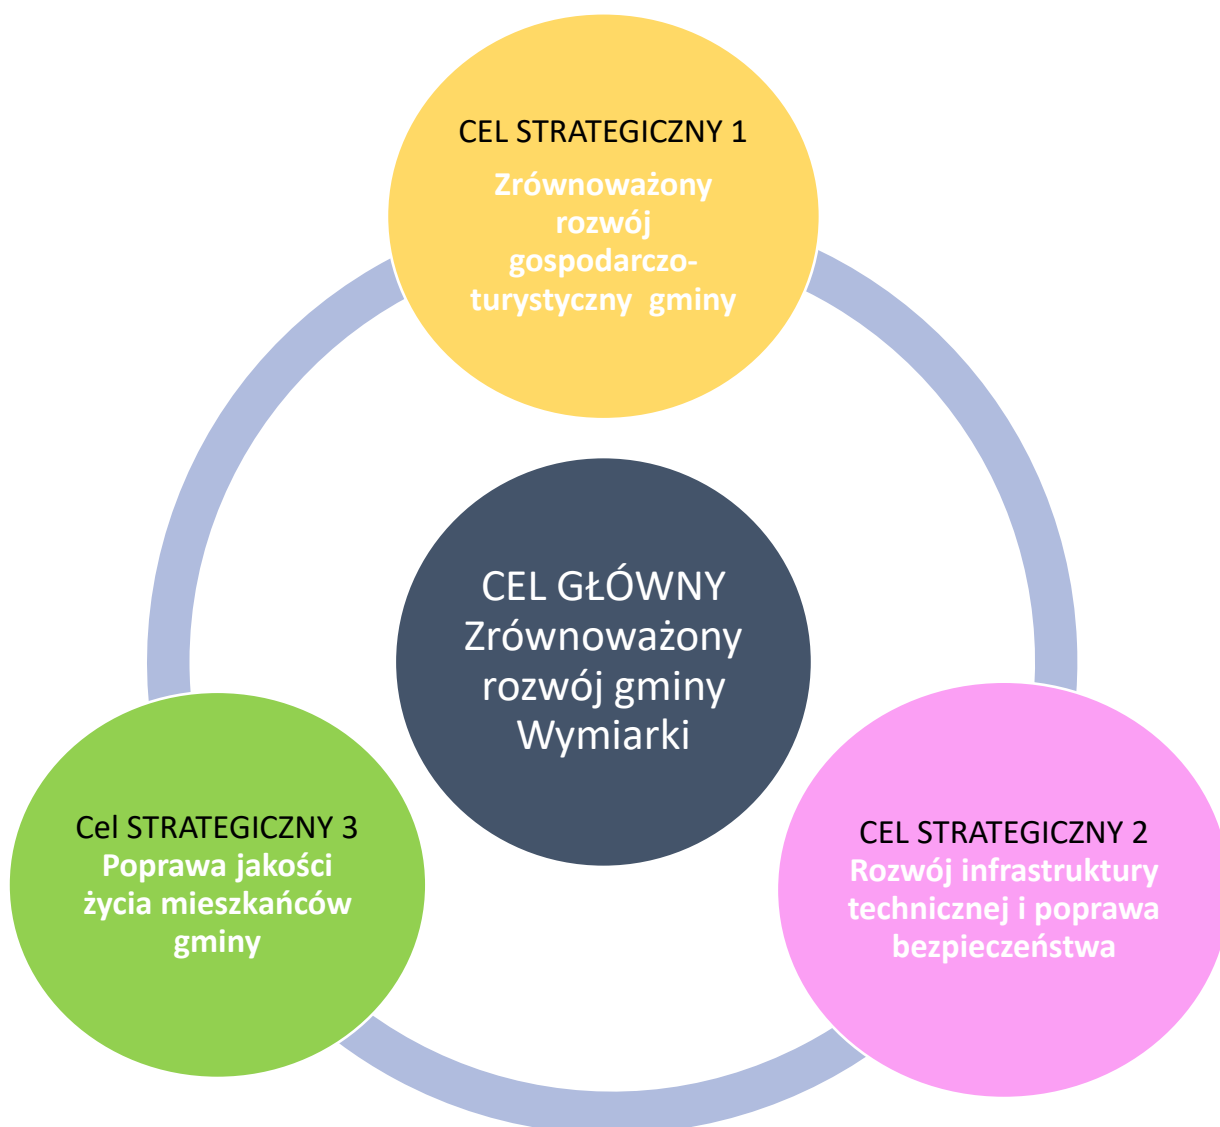 CEL STRATEGICZNY 1
Zrównoważony
rozwój
gospodarczo-
turystyczny gminy
CEL GŁÓWNY
Zrównoważony
rozwój gminy
Wymiarki
Cel STRATEGICZNY 3
Poprawa jakości
życia mieszkańców
gminy
CEL STRATEGICZNY 2
Rozwój infrastruktury
technicznej i poprawa
bezpieczeństwa